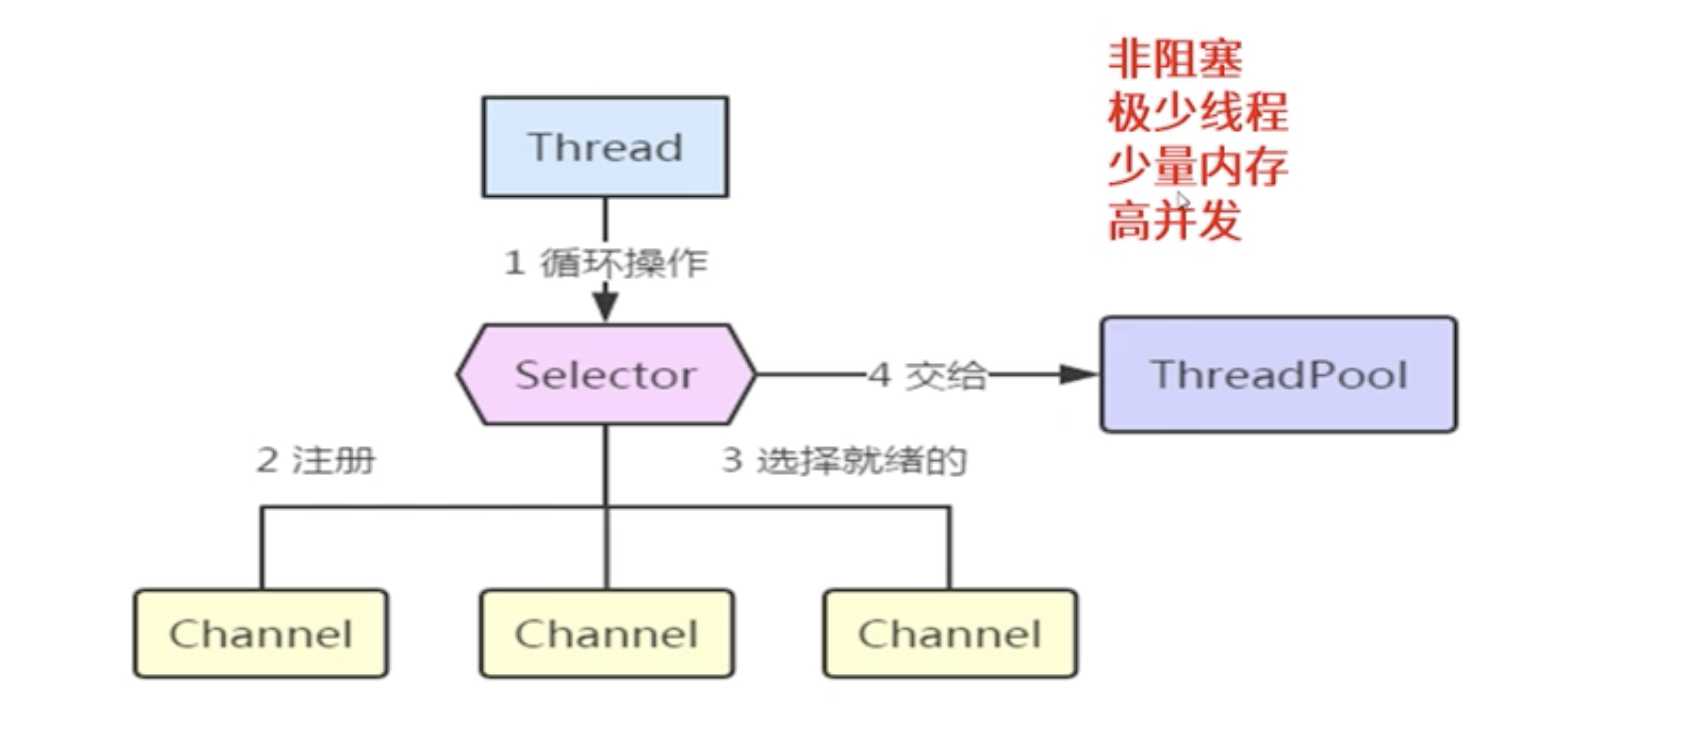 非阻塞
极少线程
少量内存
高并发
Thread
1 循环操作
Selector
4 交给
ThreadPool
2 注册
3 选择就绪的
Channel
Channel
Channel